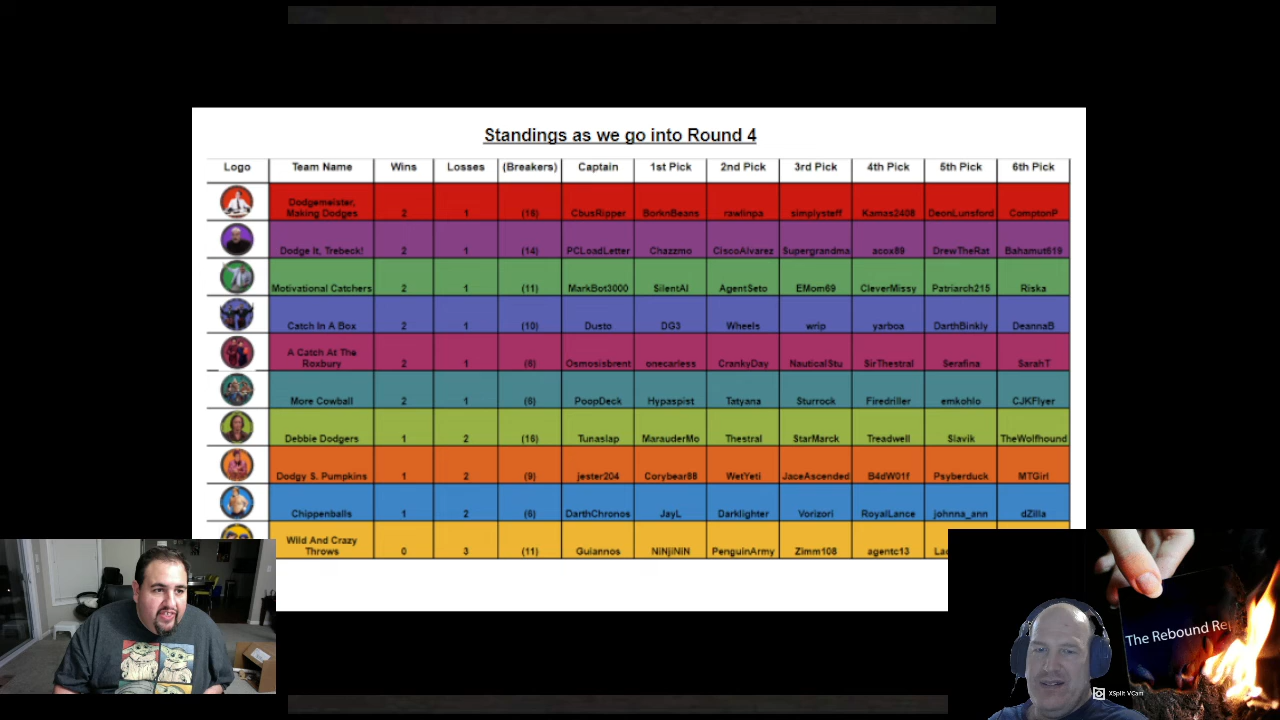 Standings as we go into Round 4
Logo Team Name Wins Losses (Breakers) Captain 1st Pick 2nd Pick 3rd Pick 4th Pick 5th Pick 6th Pick
Dodgemeister,
Making Dodges 2 1 (16) CbusRipper BorknBeans rawlinpa simplysteff Kamas2408 DeonLunsford ComptonP
Dodge It, Trebeck! 2 1 (14) PCLoadLetter Chazzmo CiscoAlvarez Supergrandma acox89 DrewTheRat Bahamut619
Motivational Catchers 2 1 (11) MarkBot3000 SilentAI AgentSeto EMom69 CleverMissy Patriarch215 Riska
Catch In A Box 2 1 (10) Dusto DG3 Wheels wrip yarboa DarthBinkly DeannaB
A Catch At The
Roxbury 2 1 Osmosisbrent onecarless CrankyDay NauticalStu SirThestral Serafina SarahT
More Cowball 2 1 PoopDeck Hypaspist Tatyana Sturrock Firedriller emkohlo CJKFlyer
Debbie Dodgers 1 2 (16) Tunaslap MarauderMo Thestral StarMarck Treadwell Slavik TheWolfhound
Dodgy S. Pumpkins 1 2 (9) jester204 Corybear88 WetYeti JaceAscended B4dW01f Psyberduck MTGirl
Chippenballs 1 2 (6) DarthChronos JayL Darklighter Vorizori RoyalLance johnna_ann dZilla
Wild And Crazy
Throws 0 3 (11) Guiannos NiNjiNiN PenguinArmy Zimm108 agentc13
The Rebound Re
XSplit VCam